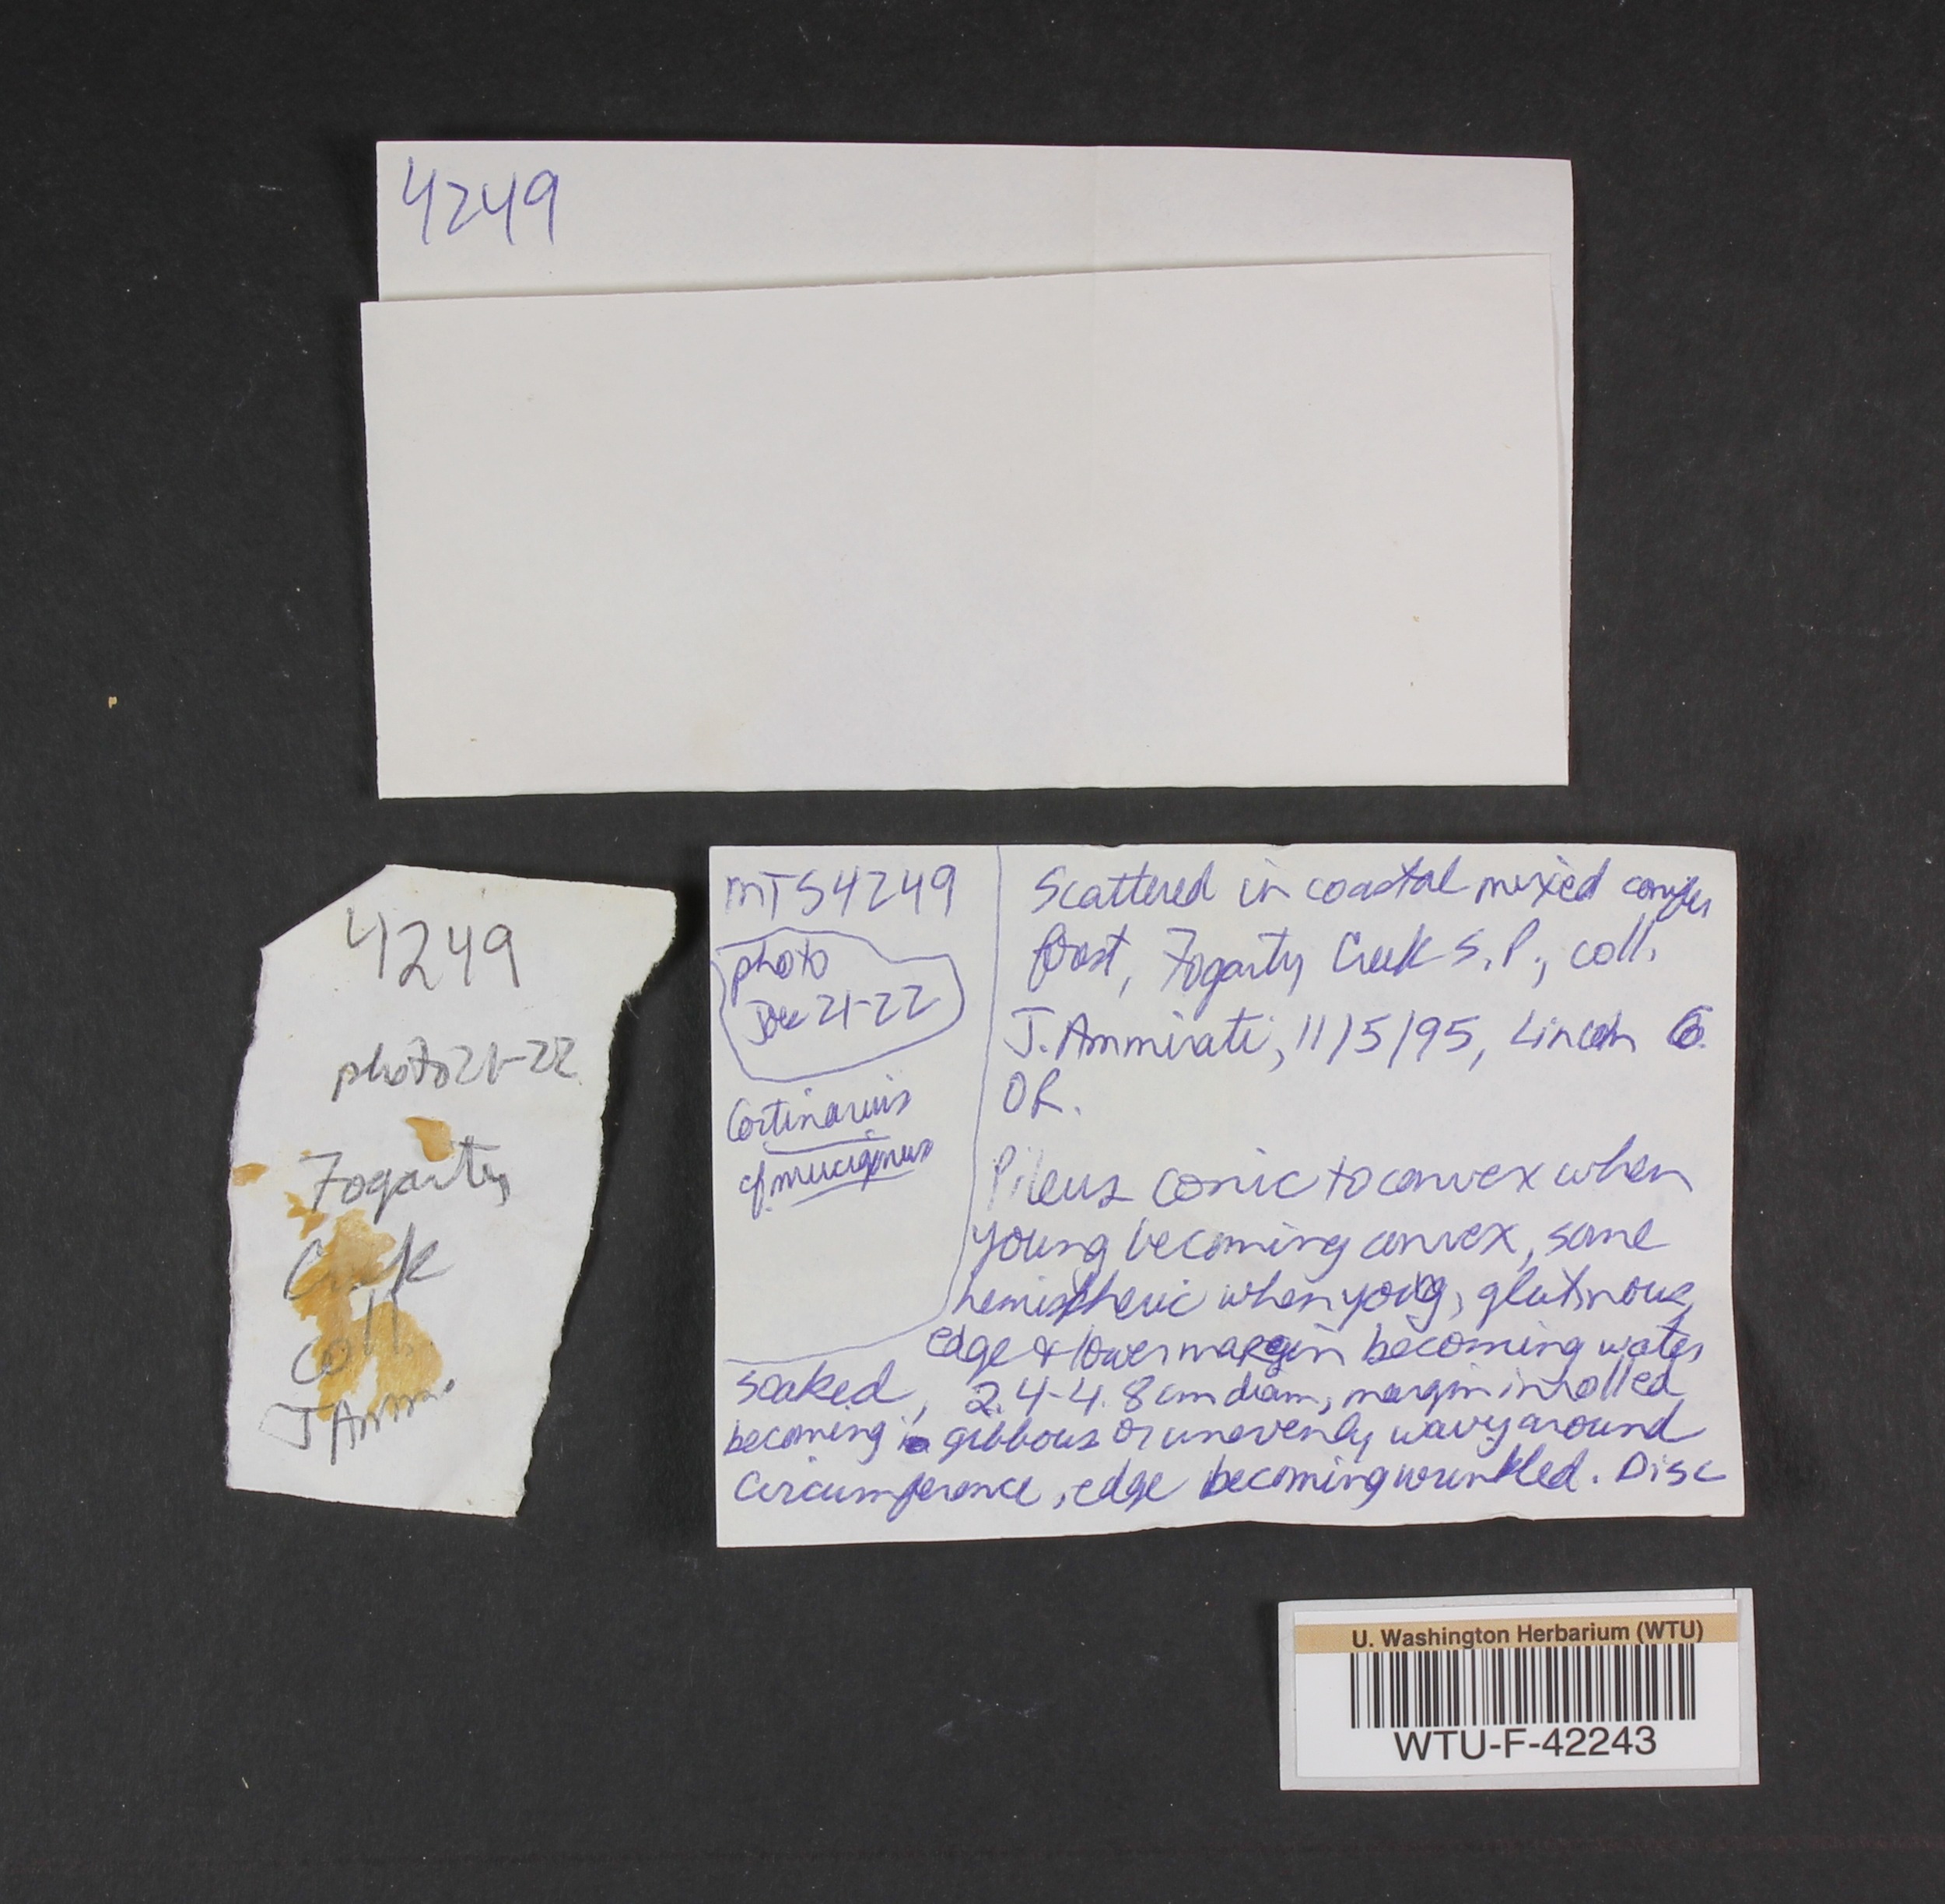 4249
4249
photo 21-22
Fogarty
Creek
coll.
J Ammi
MTS4249
photo
21-22
Cortinarius
cf. mucigneus
Scattered in coastal mixed conifer
forest, Fogarty Creek S.P., coll.
J. Ammirati, 11/5/95, Lincoln Co.
OR.
Pileus conic to convex when
young becoming convex, some
hemispheric when young, glutinous,
edge & lower margin becoming water
soaked, 2.4-4.8 cm diam, margin inrolled
becoming gibbous or unevenly wavy around
circumference, edge becoming wrinkled. Disc
U. Washington Herbarium (WTU)
WTU-F-42243